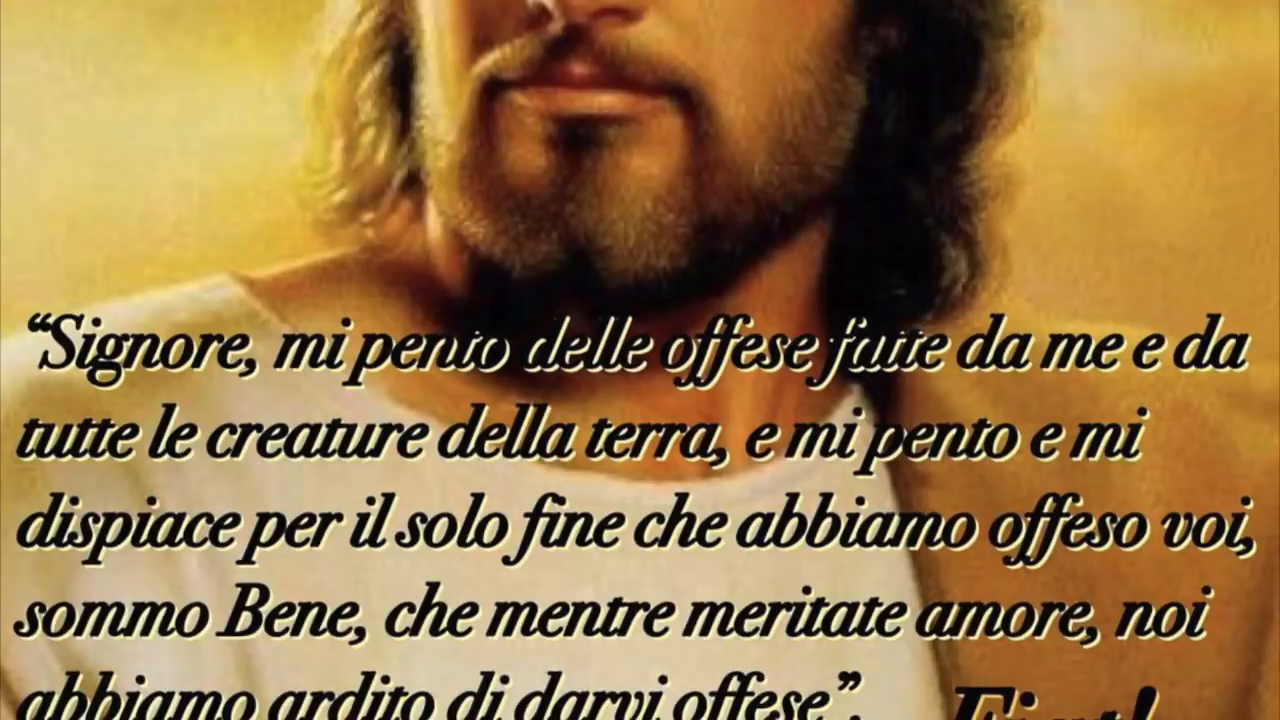 “Signore, mi pento delle offese fatte da me e da
tutte le creature della terra, e mi pento e mi
dispiace per il solo fine che abbiamo offeso voi,
sommo Bene, che mentre meritate amore, noi
abbiamo ardito di darvi offese”. Fiat!